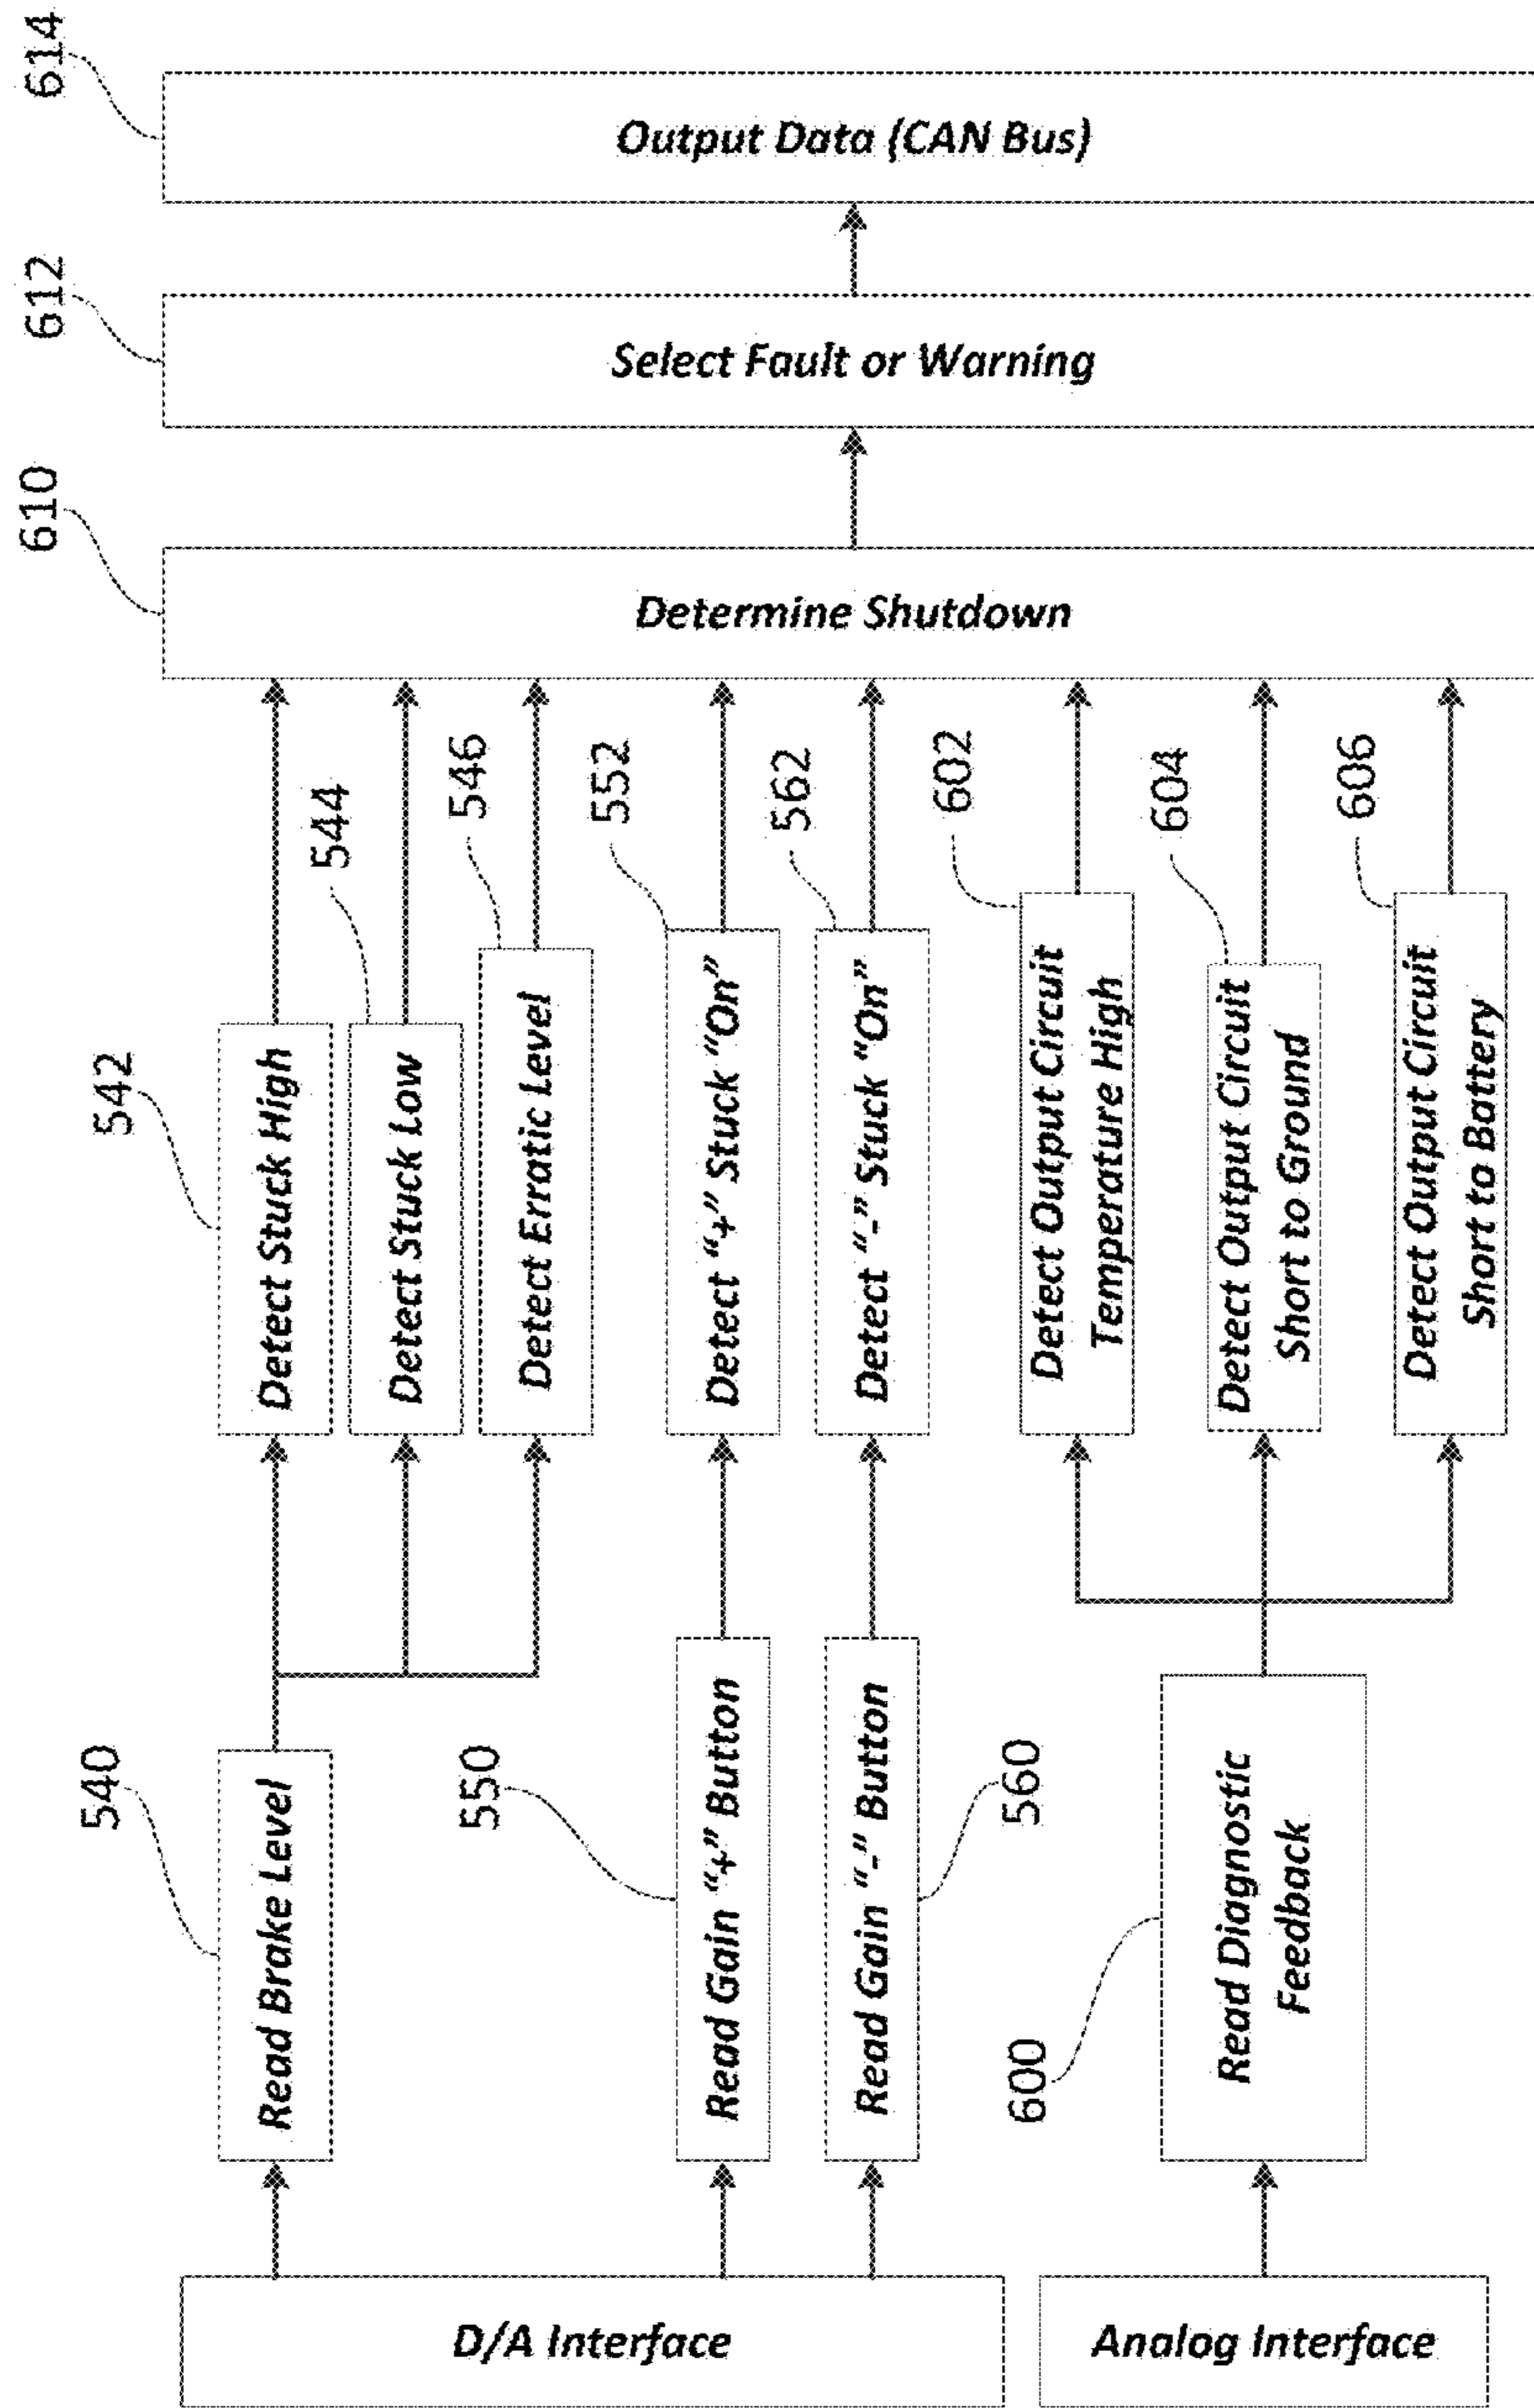 D/A Interface
Analog Interface
540
Read Brake Level
550
Read Gain "+" Button
Read Gain "-" Button
560
600
Read Diagnostic
Feedback
542
Detect Stuck High
544
Detect Stuck Low
546
Detect Erratic Level
552
Detect "+" Stuck "On"
562
Detect "-" Stuck "On"
602
Detect Output Circuit
Temperature High
604
Detect Output Circuit
Short to Ground
606
Detect Output Circuit
Short to Battery
610
Determine Shutdown
612
Select Fault or Warning
614
Output Data (CAN Bus)